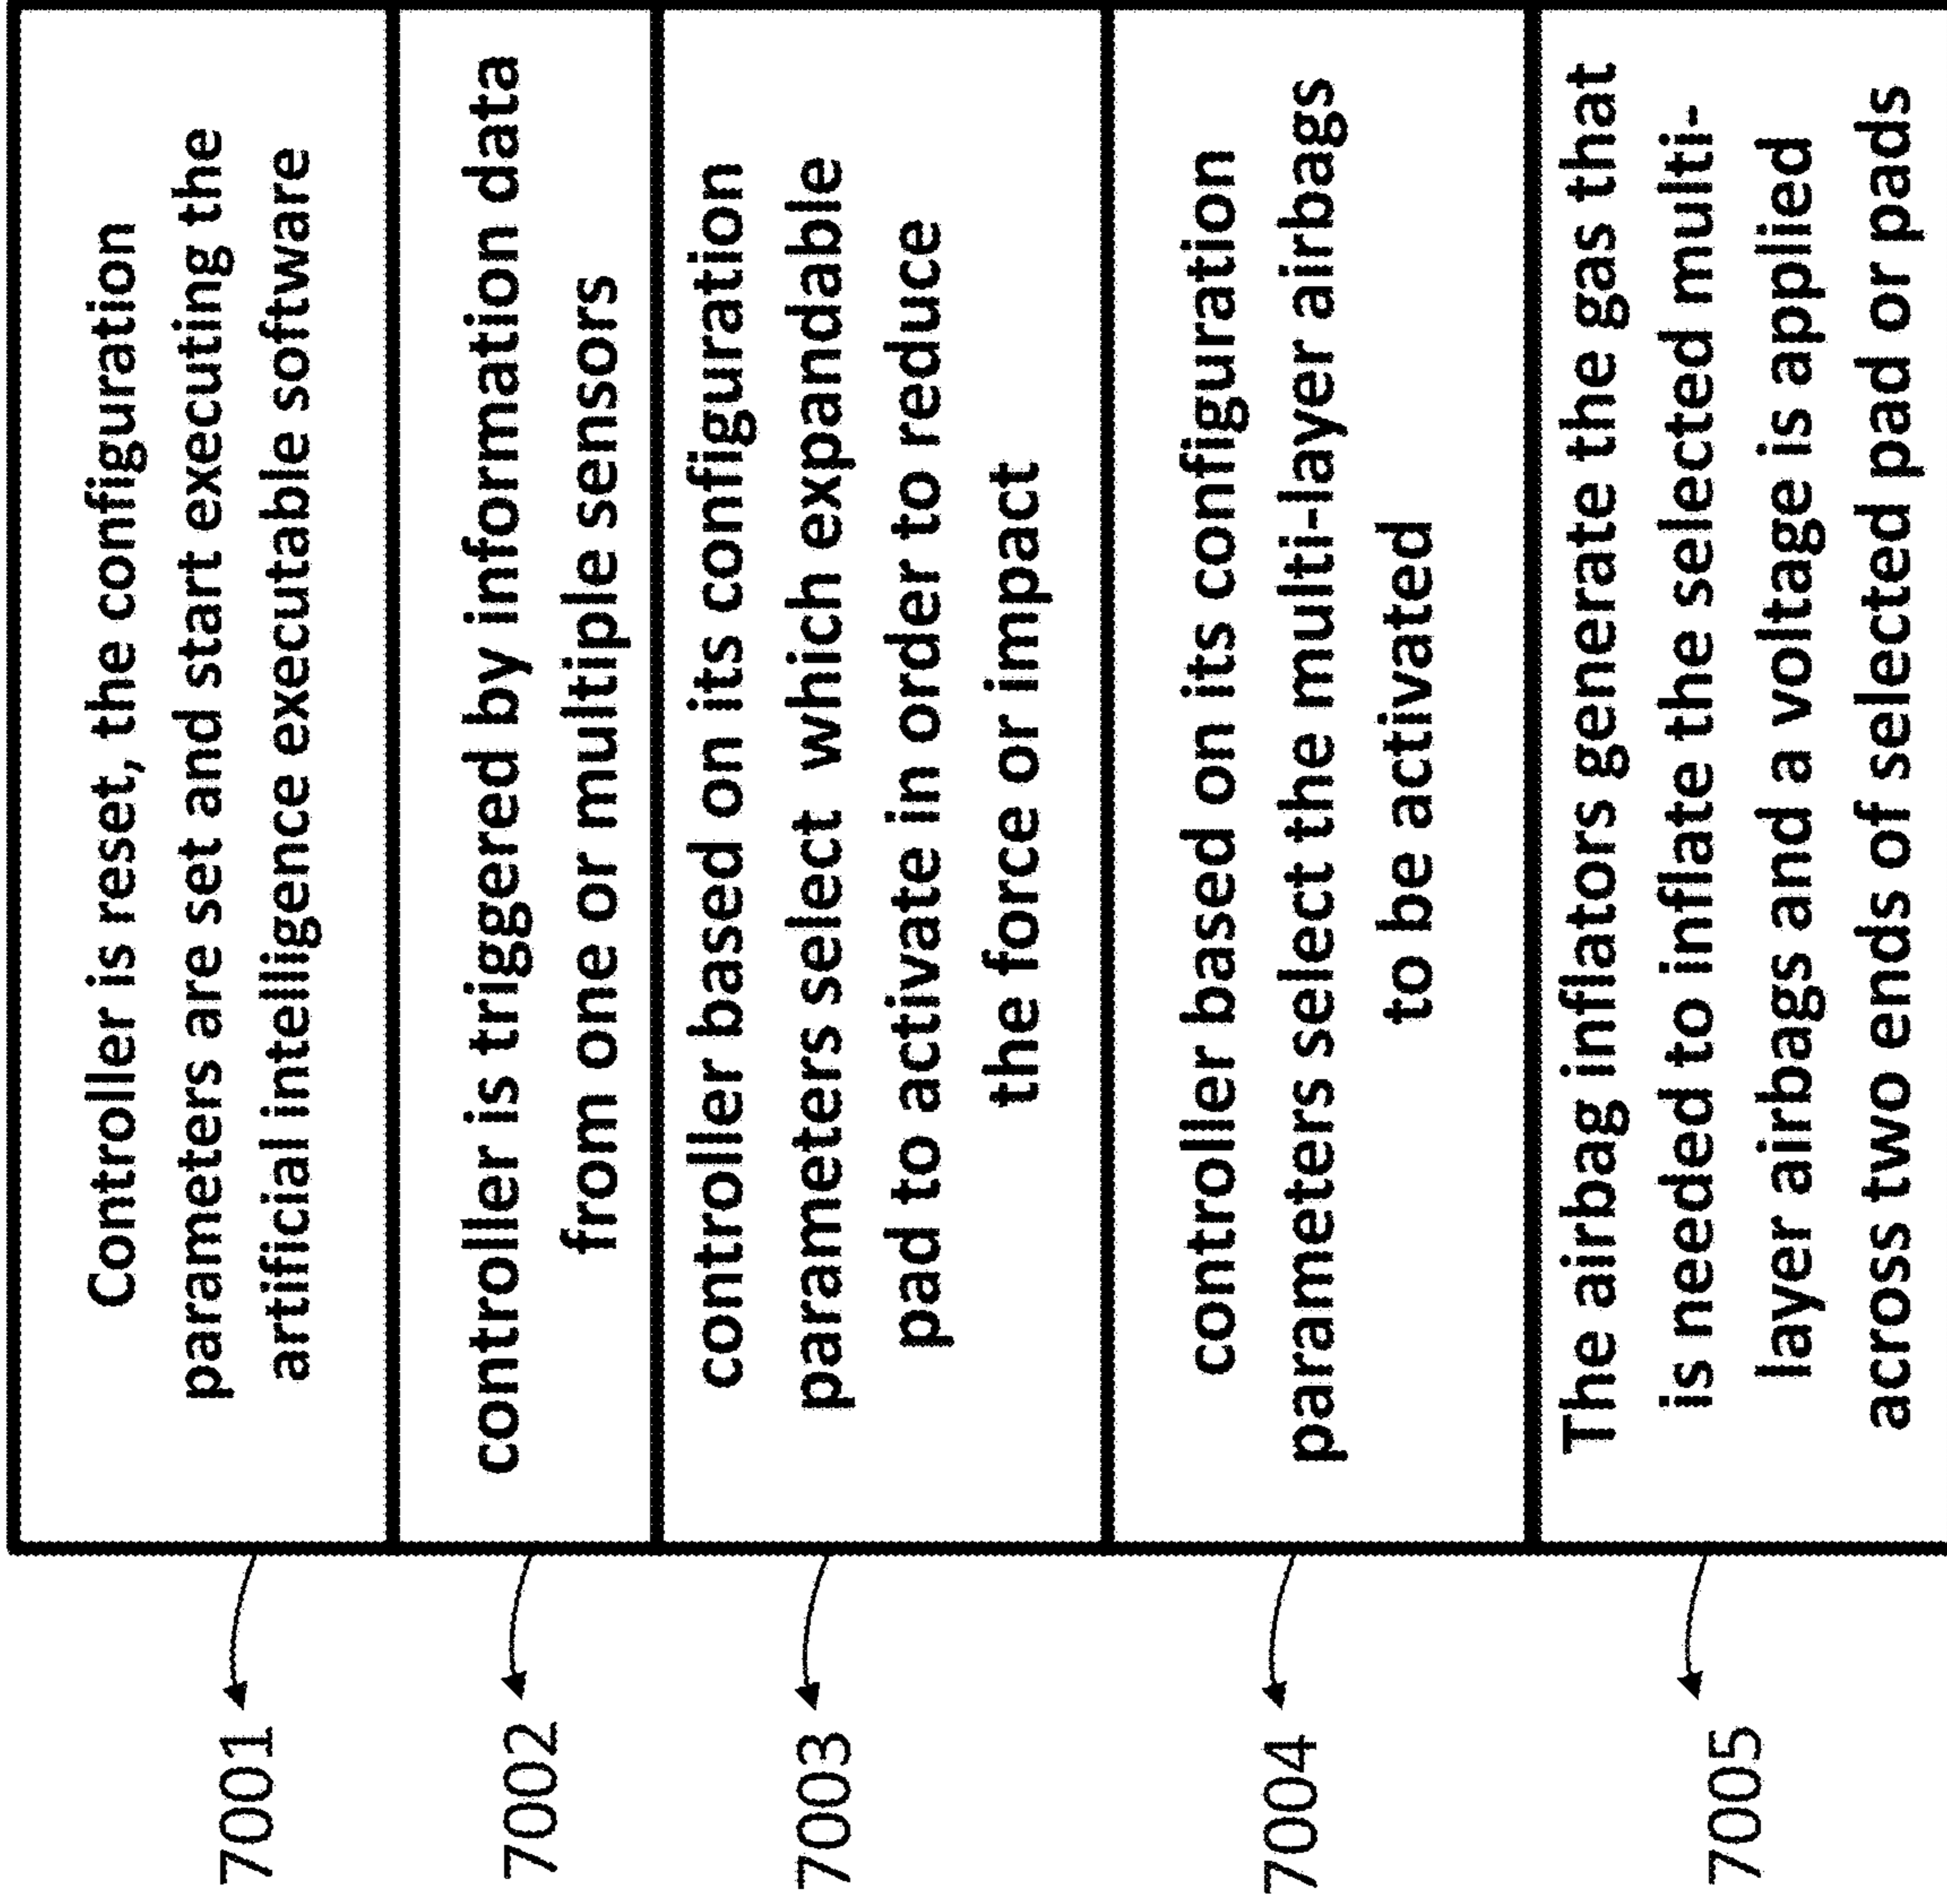 7001
Controller is reset, the configuration
parameters are set and start executing the
artificial intelligence executable software
7002
controller is triggered by information data
from one or multiple sensors
7003
controller based on its configuration
parameters select which expandable
pad to activate in order to reduce
the force or impact
7004
controller based on its configuration
parameters select the multi-layer airbags
to be activated
7005
The airbag inflators generate the gas that
is needed to inflate the selected multi-
layer airbags and a voltage is applied
across two ends of selected pad or pads